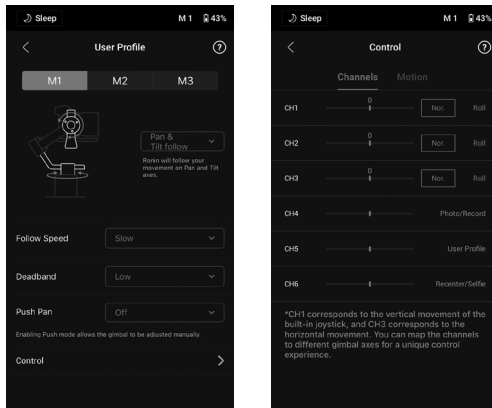 Sleep
M 1
43%
User Profile
?
M1
M2
M3
Pan &
Tilt follow
Ronin will follow your
movement on Pan and Tilt
axes.
Follow Speed
Slow
Deadband
Low
Push Pan
Off
Enabling Push mode allows the gimbal to be adjusted manually.
Control
Sleep
M 1
43%
Control
?
Channels
Motion
CH1
0
Nor.
Roll
CH2
0
Nor.
Roll
CH3
0
Nor.
Roll
CH4
Photo/Record
CH5
User Profile
CH6
Recenter/Selfie
*CH1 corresponds to the vertical movement of the
built-in joystick, and CH3 corresponds to the
horizontal movement. You can map the channels
to different gimbal axes for a unique control
experience.